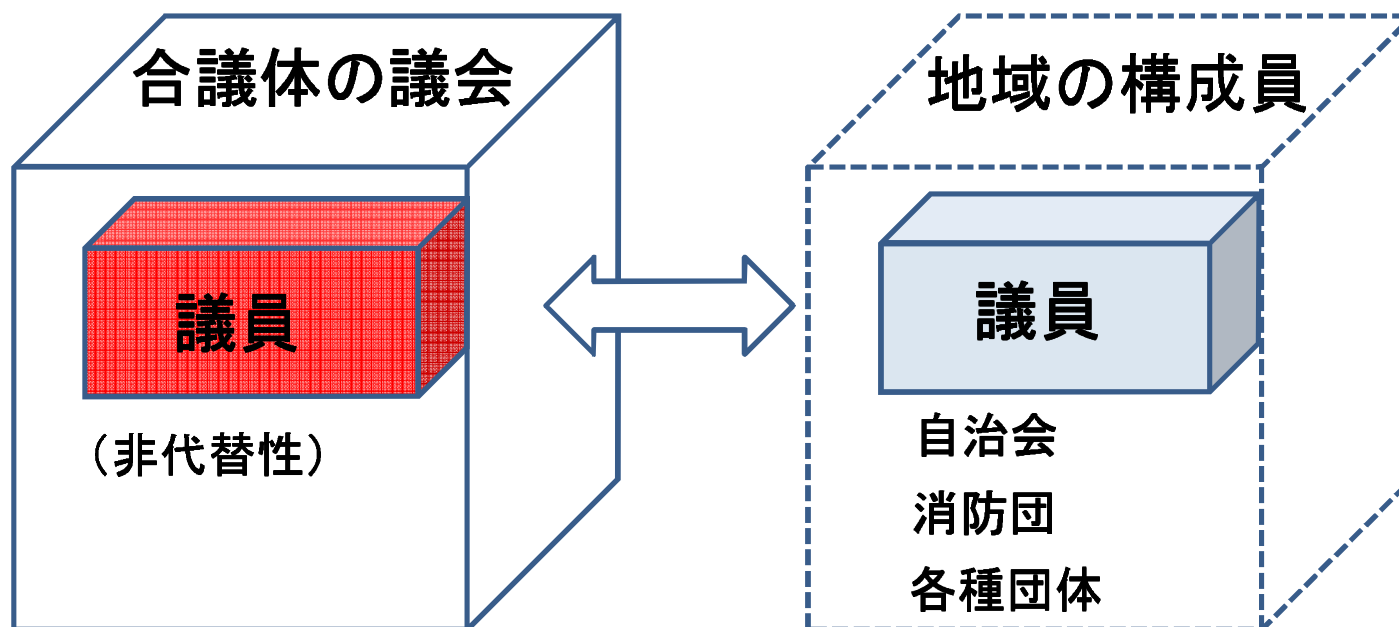 合議体の議会
議員
（非代替性）
地域の構成員
議員
自治会
消防団
各種団体